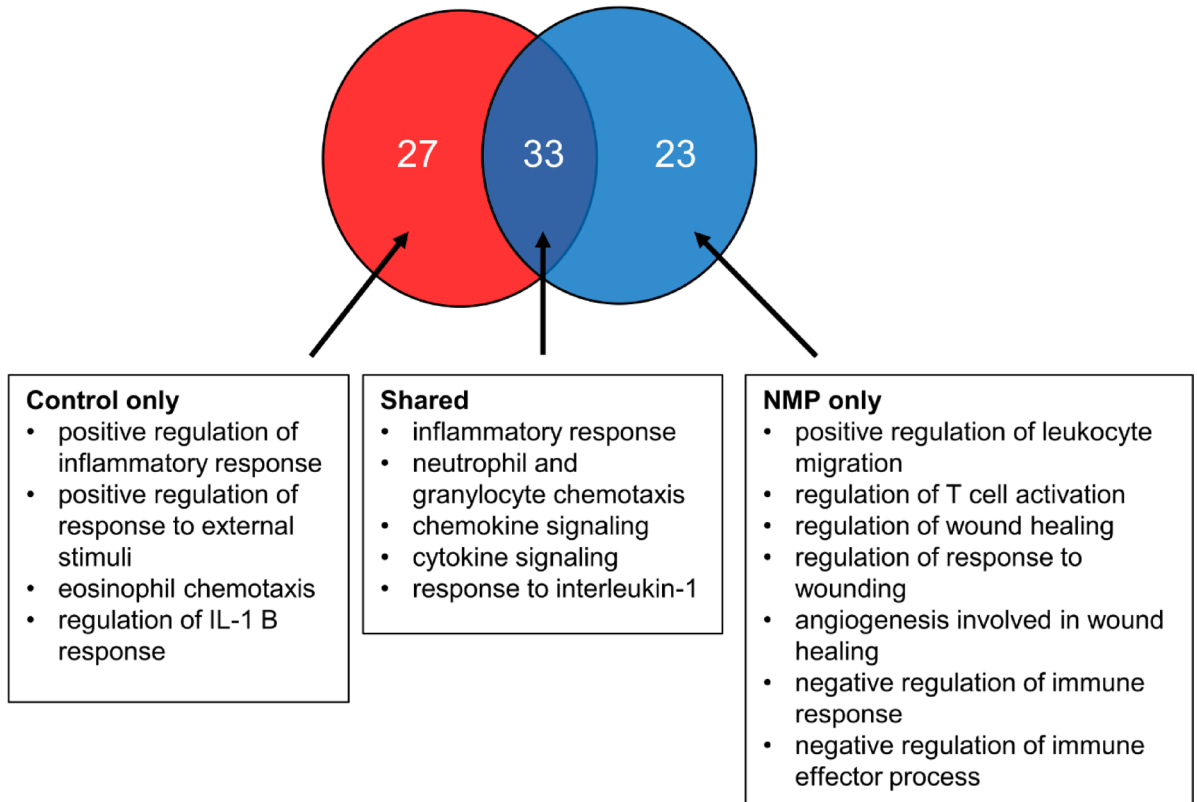 27
33
23
Control only
• positive regulation of
inflammatory response
• positive regulation of
response to external
stimuli
• eosinophil chemotaxis
• regulation of IL-1 B
response
Shared
• inflammatory response
• neutrophil and
granylocyte chemotaxis
• chemokine signaling
• cytokine signaling
• response to interleukin-1
NMP only
• positive regulation of leukocyte
migration
• regulation of T cell activation
• regulation of wound healing
• regulation of response to
wounding
• angiogenesis involved in wound
healing
• negative regulation of immune
response
• negative regulation of immune
effector process